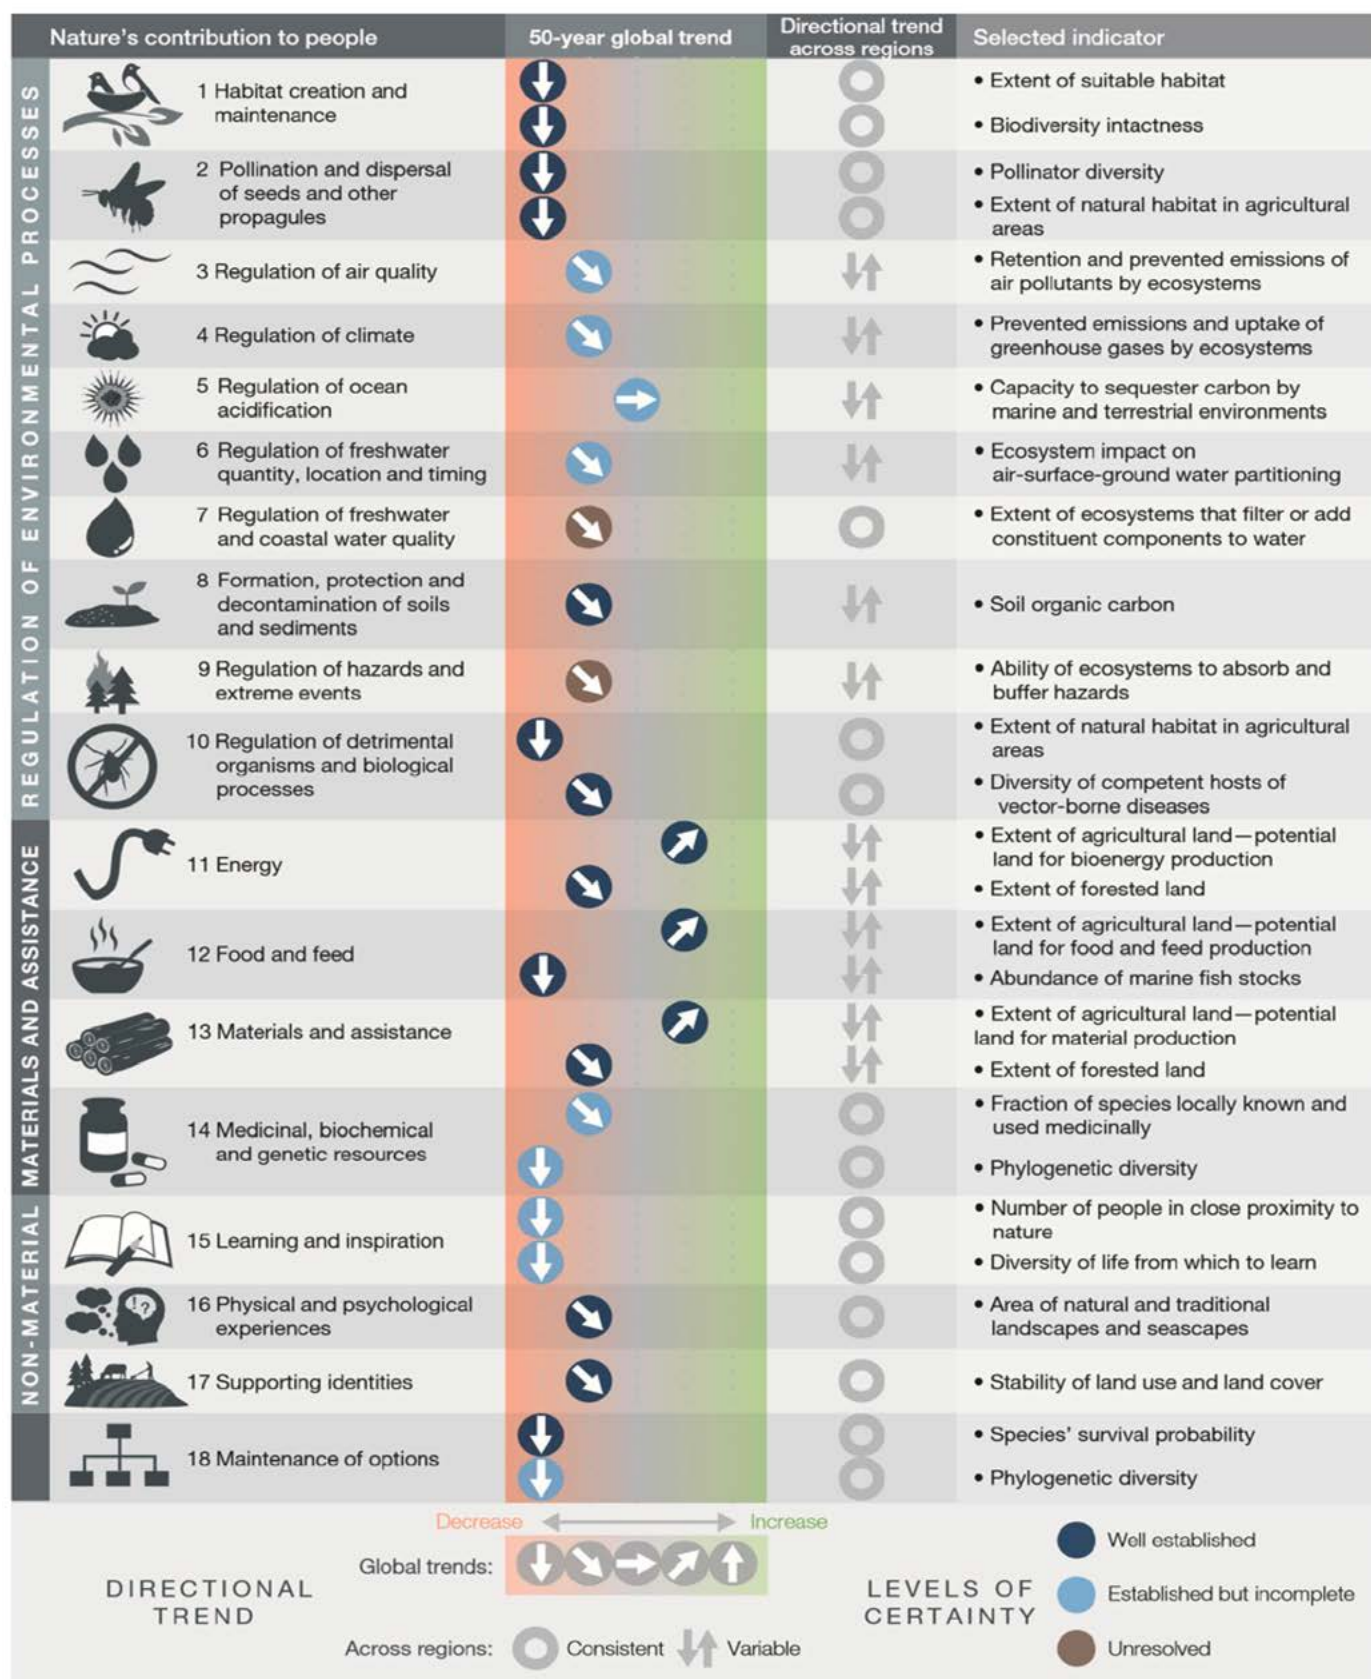 Nature's contribution to people
50-year global trend
Directional trend
across regions
Selected indicator
REGULATION OF ENVIRONMENTAL PROCESSES
1 Habitat creation and
maintenance
• Extent of suitable habitat
• Biodiversity intactness
2 Pollination and dispersal
of seeds and other
propagules
• Pollinator diversity
• Extent of natural habitat in agricultural
areas
3 Regulation of air quality
• Retention and prevented emissions of
air pollutants by ecosystems
4 Regulation of climate
• Prevented emissions and uptake of
greenhouse gases by ecosystems
5 Regulation of ocean
acidification
• Capacity to sequester carbon by
marine and terrestrial environments
6 Regulation of freshwater
quantity, location and timing
• Ecosystem impact on
air-surface-ground water partitioning
7 Regulation of freshwater
and coastal water quality
• Extent of ecosystems that filter or add
constituent components to water
8 Formation, protection and
decontamination of soils
and sediments
• Soil organic carbon
9 Regulation of hazards and
extreme events
• Ability of ecosystems to absorb and
buffer hazards
10 Regulation of detrimental
organisms and biological
processes
• Extent of natural habitat in agricultural
areas
• Diversity of competent hosts of
vector-borne diseases
MATERIALS AND ASSISTANCE
11 Energy
• Extent of agricultural land—potential
land for bioenergy production
• Extent of forested land
12 Food and feed
• Extent of agricultural land—potential
land for food and feed production
• Abundance of marine fish stocks
13 Materials and assistance
• Extent of agricultural land—potential
land for material production
• Extent of forested land
14 Medicinal, biochemical
and genetic resources
• Fraction of species locally known and
used medicinally
• Phylogenetic diversity
NON-MATERIAL
15 Learning and inspiration
• Number of people in close proximity to
nature
• Diversity of life from which to learn
16 Physical and psychological
experiences
• Area of natural and traditional
landscapes and seascapes
!?
17 Supporting identities
• Stability of land use and land cover
18 Maintenance of options
• Species' survival probability
• Phylogenetic diversity
Decrease
Increase
Global trends:
DIRECTIONAL
TREND
Across regions:
Consistent
Variable
LEVELS OF
CERTAINTY
Well established
Established but incomplete
Unresolved